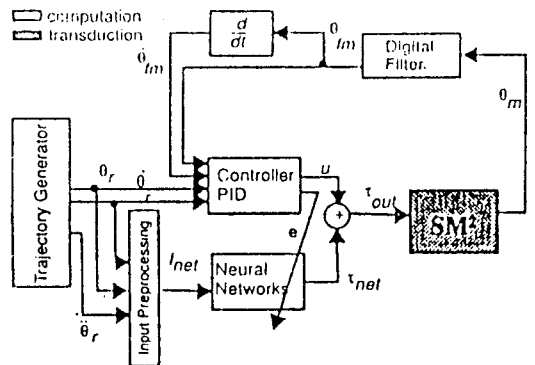 computation
transduction
d
dt
θ̇fm
θfm
Digital
Filter.
θm
Trajectory Generator
θr
θ̇r
θ̈r
Controller
PID
u
e
+
τout
SM²
Input Preprocessing
Inet
Neural
Networks
τnet